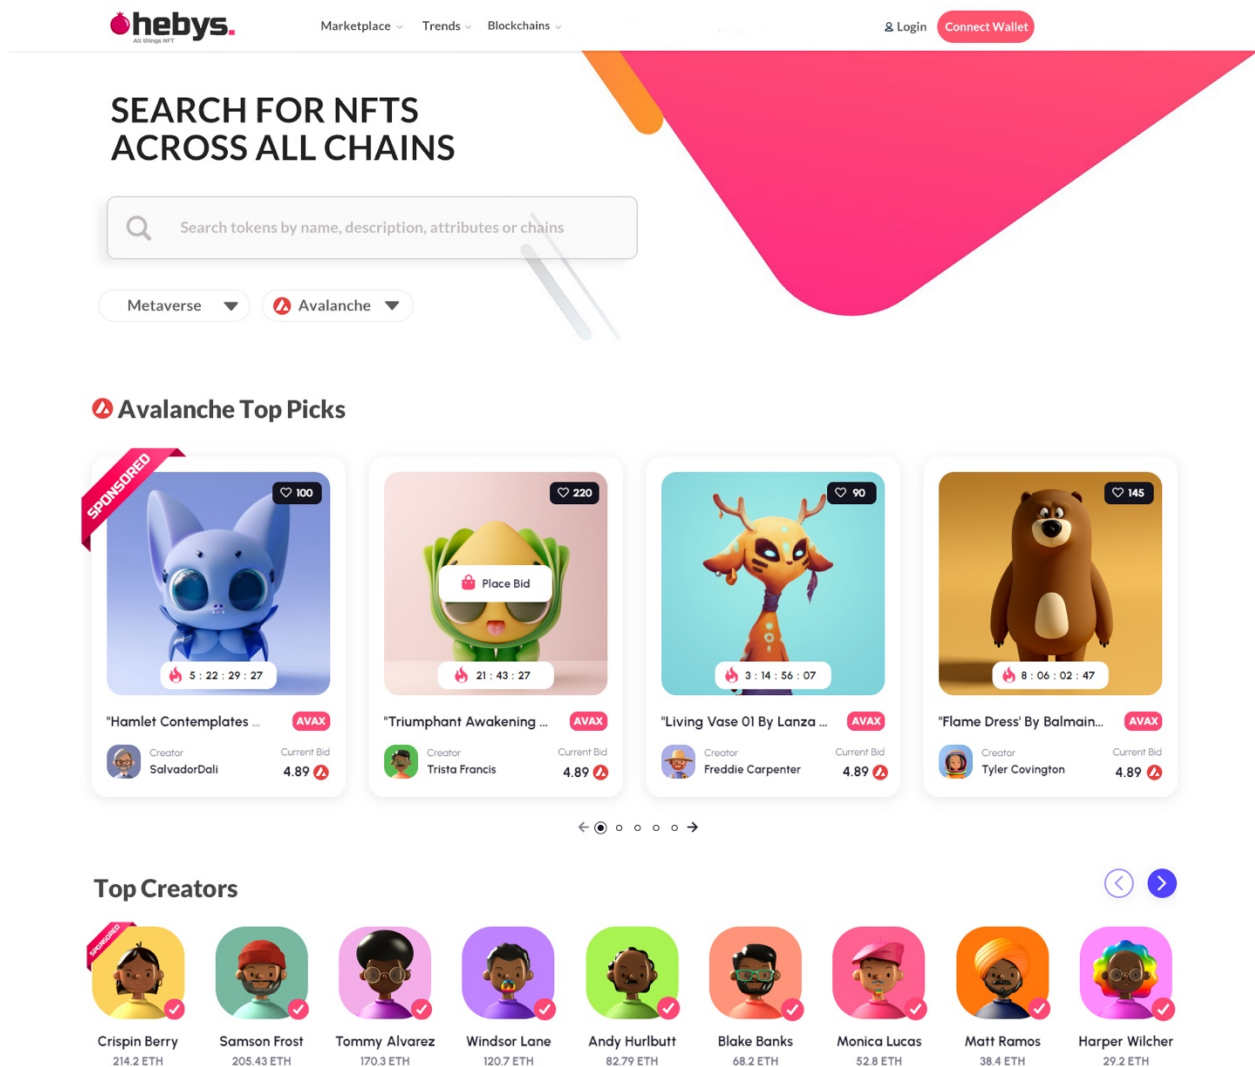 hebys.
All things NFT
Marketplace
Trends
Blockchains
Login
Connect Wallet
SEARCH FOR NFTS
ACROSS ALL CHAINS
Search tokens by name, description, attributes or chains
Metaverse
Avalanche
Avalanche Top Picks
SPONSORED
100
5 : 22 : 29 : 27
"Hamlet Contemplates ...
AVAX
Creator
SalvadorDali
Current Bid
4.89
220
Place Bid
21 : 43 : 27
"Triumphant Awakening ...
AVAX
Creator
Trista Francis
Current Bid
4.89
90
3 : 14 : 56 : 07
"Living Vase 01 By Lanza ...
AVAX
Creator
Freddie Carpenter
Current Bid
4.89
145
8 : 06 : 02 : 47
"Flame Dress' By Balmain...
AVAX
Creator
Tyler Covington
Current Bid
4.89
Top Creators
SPONSORED
Crispin Berry
214.2 ETH
Samson Frost
205.43 ETH
Tommy Alvarez
170.3 ETH
Windsor Lane
120.7 ETH
Andy Hurlbutt
82.79 ETH
Blake Banks
68.2 ETH
Monica Lucas
52.8 ETH
Matt Ramos
38.4 ETH
Harper Wilcher
29.2 ETH